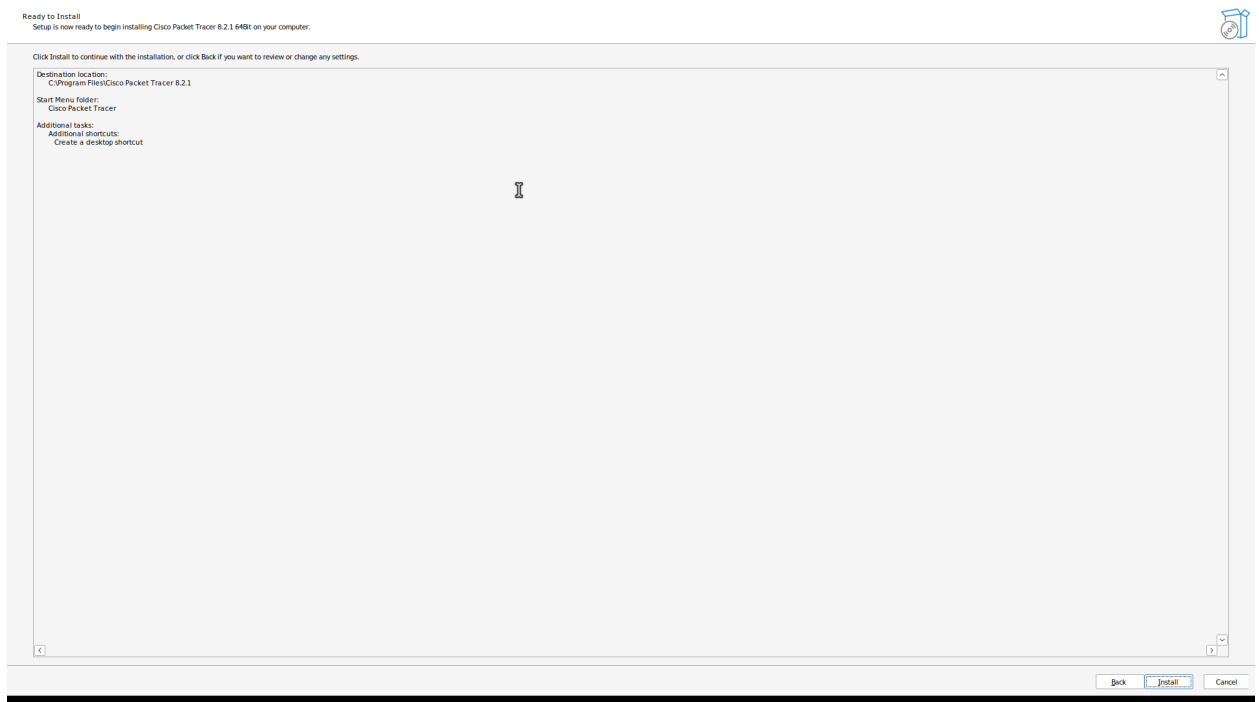 Ready to Install
Setup is now ready to begin installing Cisco Packet Tracer 8.2.1 64Bit on your computer.
Click Install to continue with the installation, or click Back if you want to review or change any settings.
Destination location:
C:\Program Files\Cisco Packet Tracer 8.2.1
Start Menu folder:
Cisco Packet Tracer
Additional tasks:
Additional shortcuts:
Create a desktop shortcut
Back Install Cancel